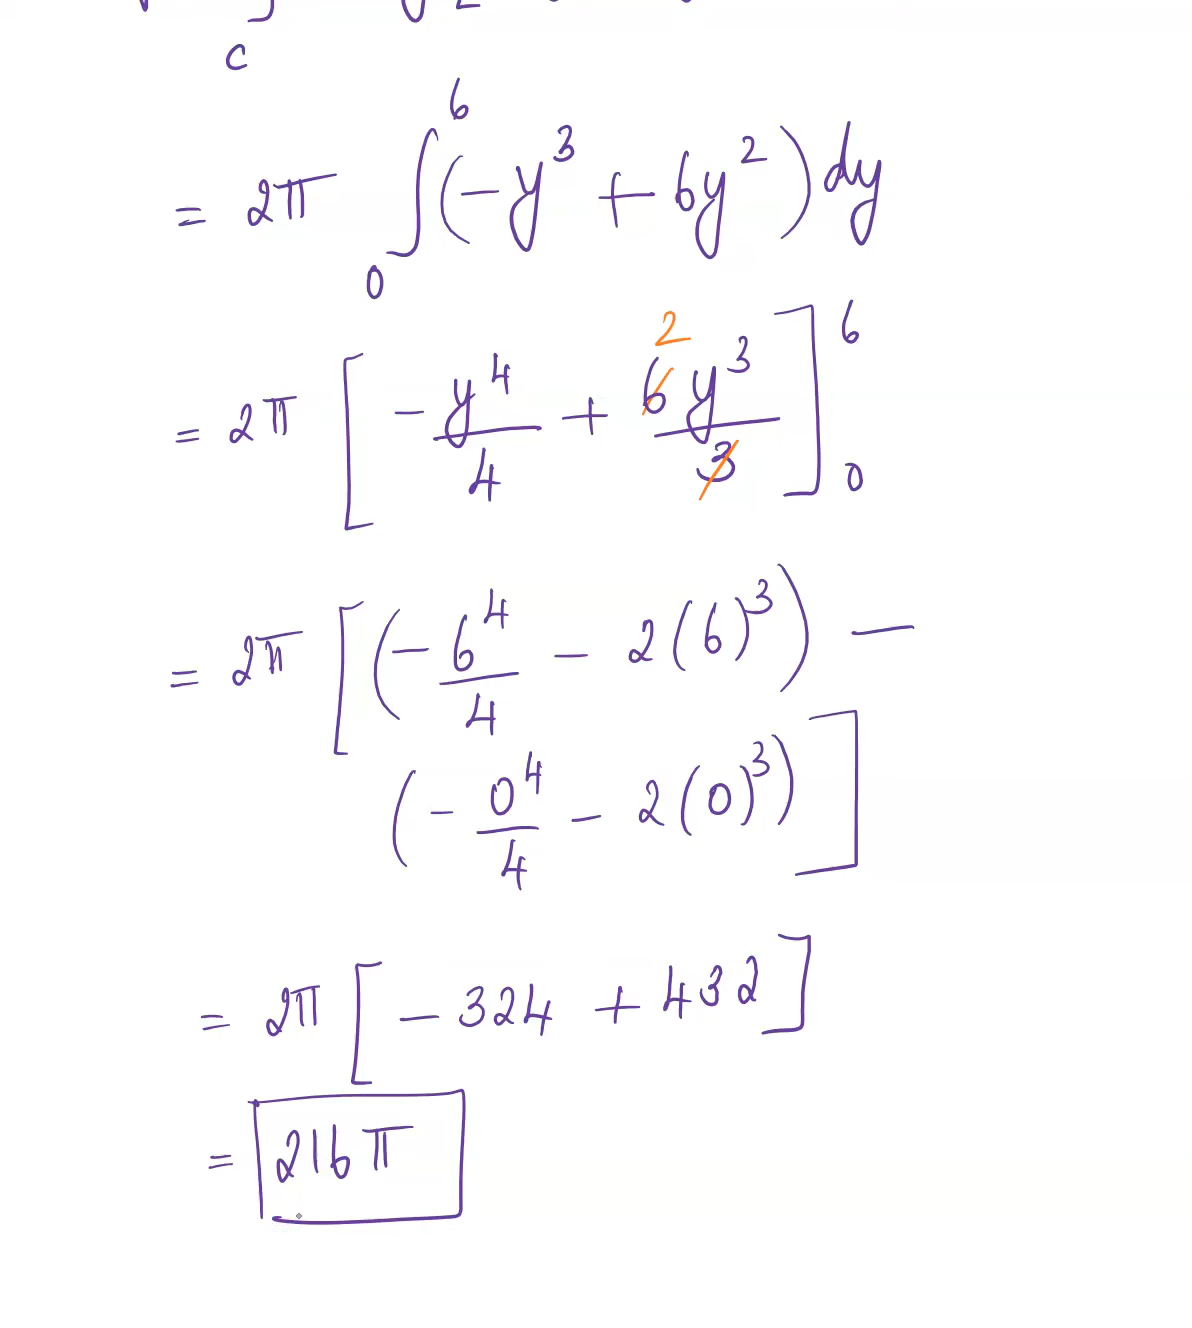 c
= 2π ∫₀⁶ (-y³ + 6y²) dy
= 2π [ -y⁴/4 + 6y³/3 ]₀⁶ 2
= 2π [ ( -6⁴/4 - 2(6)³ ) -
( -0⁴/4 - 2(0)³ ) ]
= 2π [ - 324 + 432 ]
= 216π